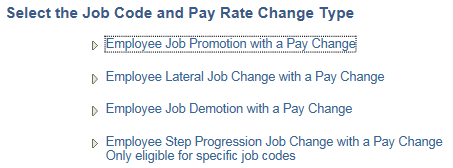 Select the Job Code and Pay Rate Change Type
Employee Job Promotion with a Pay Change
Employee Lateral Job Change with a Pay Change
Employee Job Demotion with a Pay Change
Employee Step Progression Job Change with a Pay Change
Only eligible for specific job codes